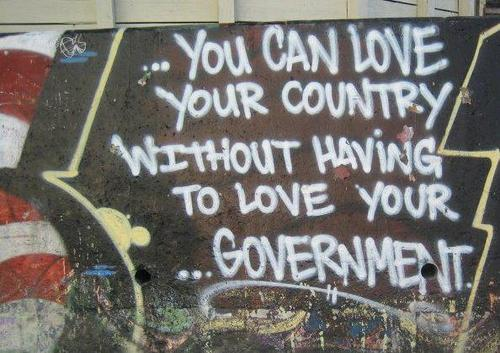 ... YOU CAN LOVE
YOUR COUNTRY
WITHOUT HAVING
TO LOVE YOUR
... GOVERNMENT.